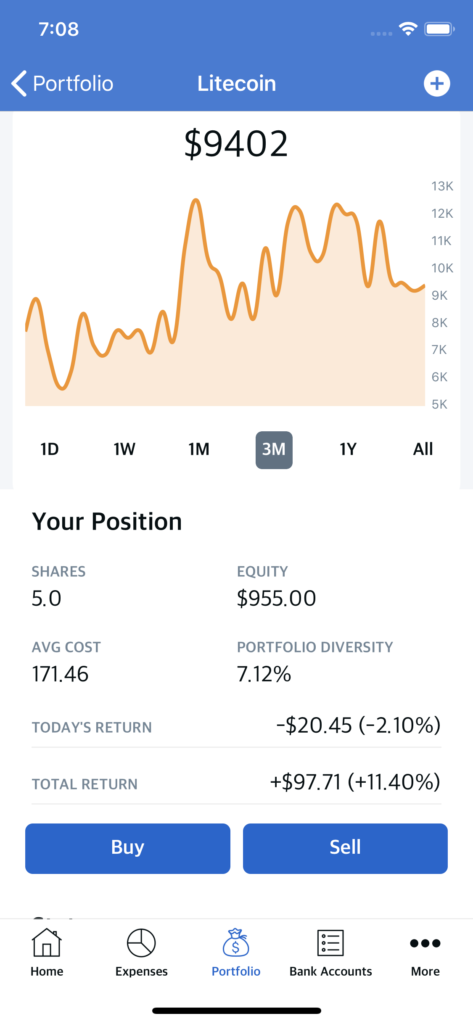 7:08
Portfolio Litecoin
$9402
13K
12K
11K
10K
9K
8K
7K
6K
5K
1D 1W 1M 3M 1Y All
Your Position
SHARES EQUITY
5.0 $955.00
AVG COST PORTFOLIO DIVERSITY
171.46 7.12%
TODAY'S RETURN -$20.45 (-2.10%)
TOTAL RETURN +$97.71 (+11.40%)
Buy Sell
$
Home Expenses Portfolio Bank Accounts More